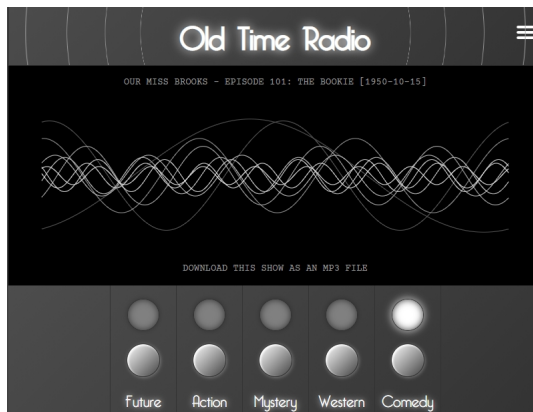 Old Time Radio
OUR MISS BROOKS - EPISODE 101: THE BOOKIE [1950-10-15]
DOWNLOAD THIS SHOW AS AN MP3 FILE
Future Action Mystery Western Comedy